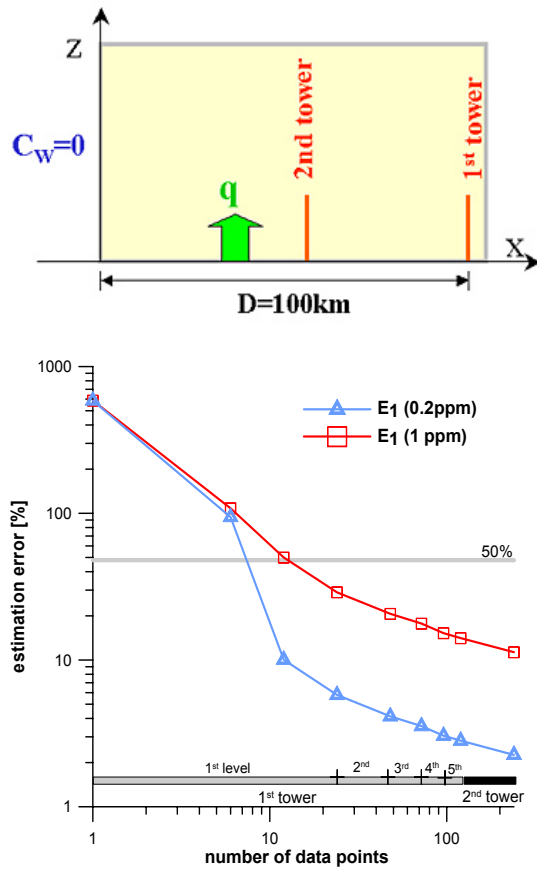 Z
C_W=0
q
2nd tower
1st tower
X
D=100km
1000
100
10
1
estimation error [%]
E1 (0.2ppm)
E1 (1 ppm)
50%
1st level
2nd
3rd
4th
5th
1st tower
2nd tower
1
10
100
number of data points